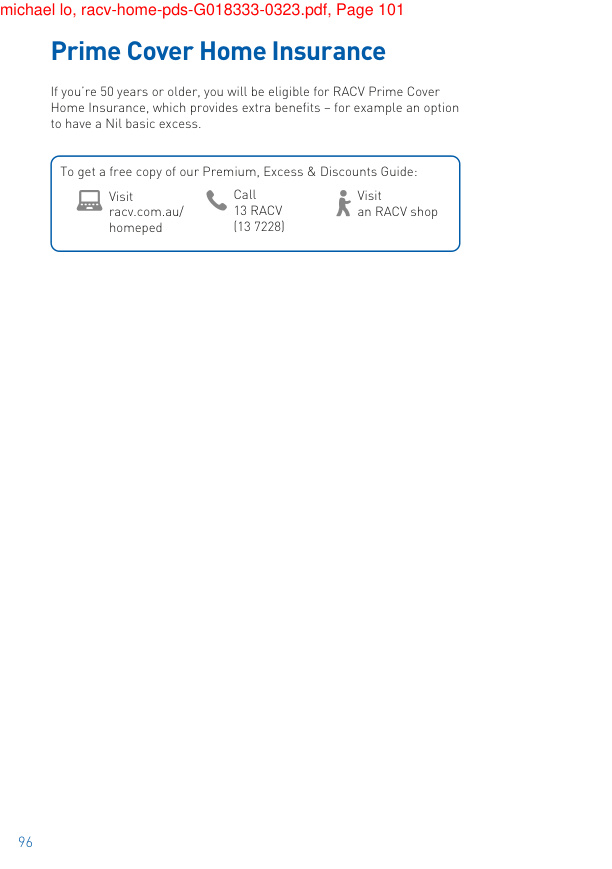 michael lo, racv-home-pds-G018333-0323.pdf, Page 101
Prime Cover Home Insurance
If you're 50 years or older, you will be eligible for RACV Prime Cover
Home Insurance, which provides extra benefits – for example an option
to have a Nil basic excess.
To get a free copy of our Premium, Excess & Discounts Guide:
Visit
racv.com.au/
homeped
Call
13 RACV
(13 7228)
Visit
an RACV shop
96